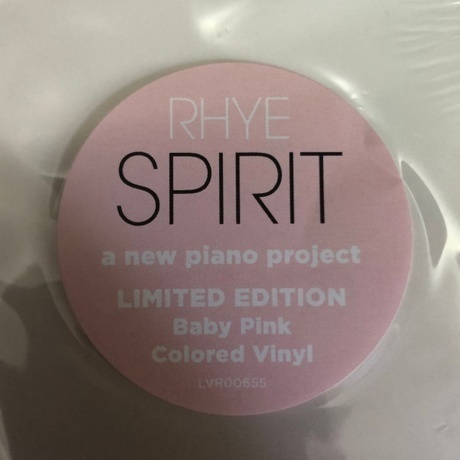 RHYE
SPIRIT
a new piano project
LIMITED EDITION
Baby Pink
Colored Vinyl
LVR00655